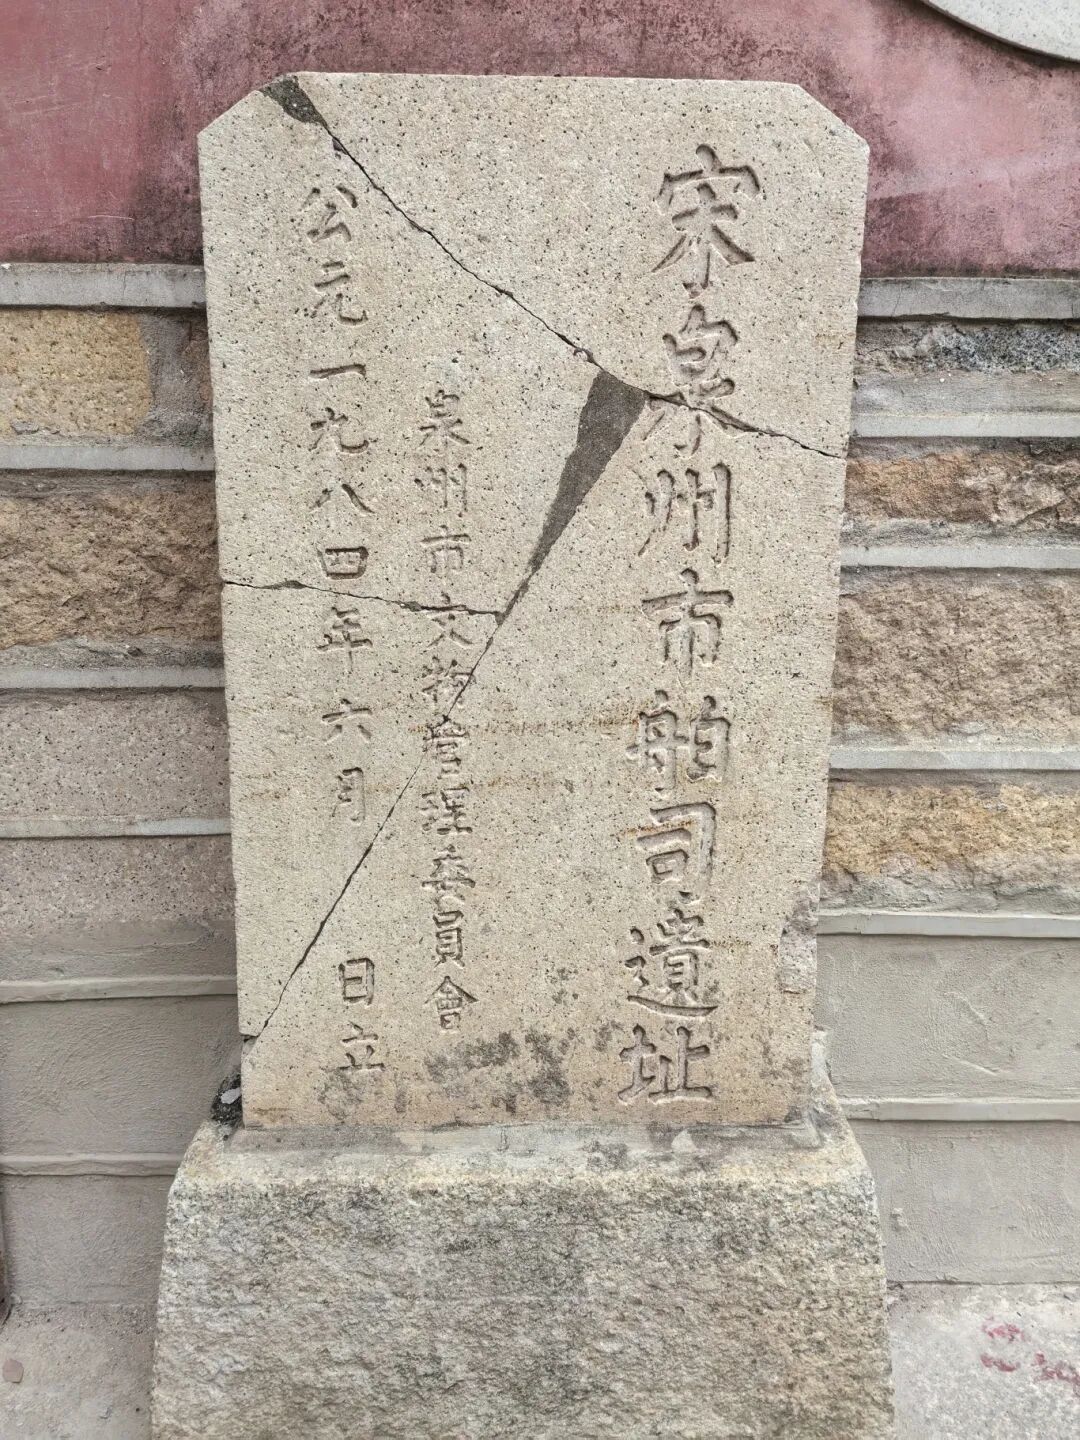 宋泉州市舶司遺址
泉州市文物管理委員會
公元一九八四年六月 日立